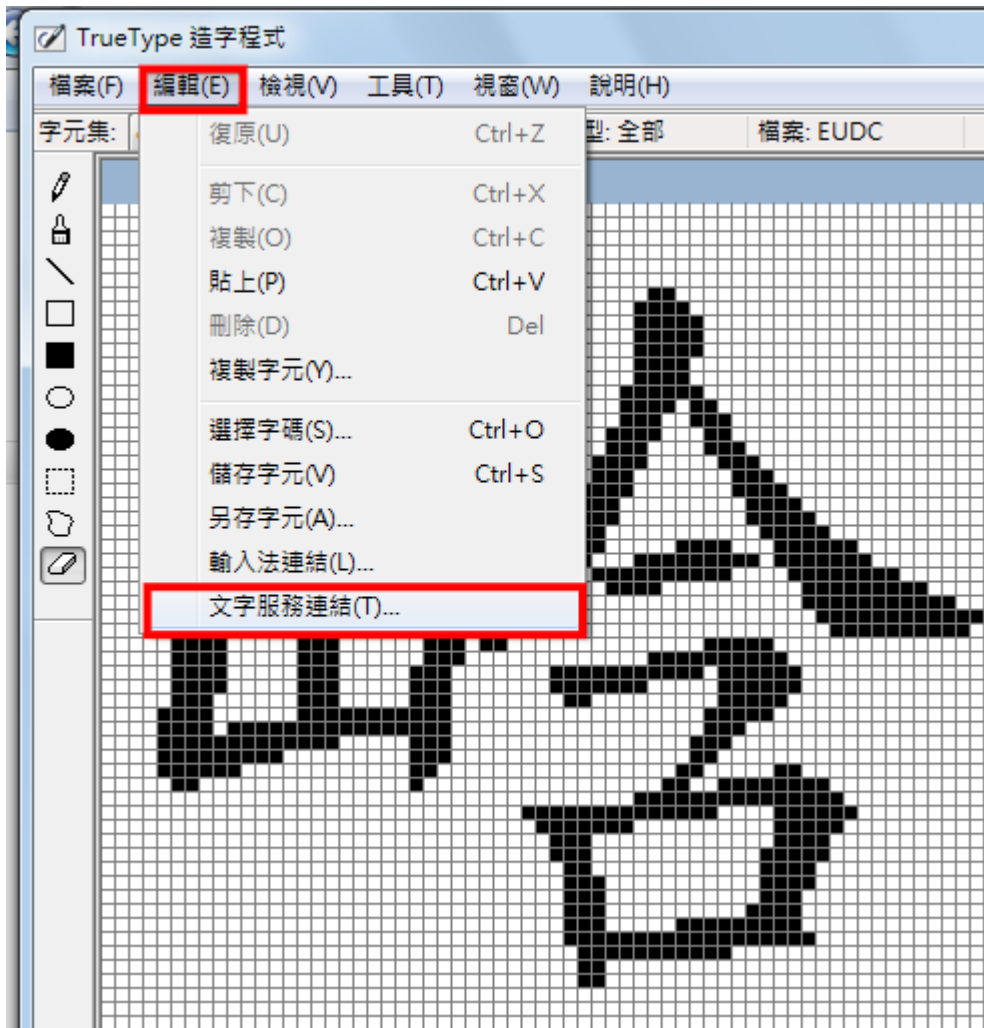 TrueType 造字程式
檔案(F) 編輯(E) 檢視(V) 工具(T) 視窗(W) 說明(H)
字元集: 型: 全部 檔案: EUDC
復原(U) Ctrl+Z
剪下(C) Ctrl+X
複製(O) Ctrl+C
貼上(P) Ctrl+V
刪除(D) Del
複製字元(Y)...
選擇字碼(S)... Ctrl+O
儲存字元(V) Ctrl+S
另存字元(A)...
輸入法連結(L)...
文字服務連結(T)...